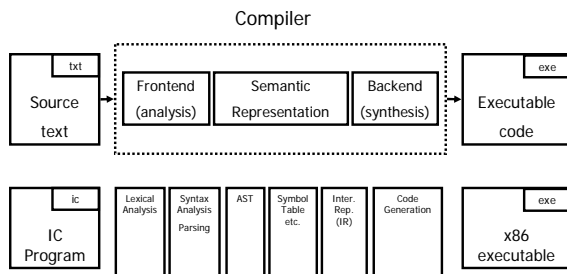 Compiler
txt
Source
text
Frontend
(analysis)
Semantic
Representation
Backend
(synthesis)
exe
Executable
code
ic
IC
Program
Lexical
Analysis
Syntax
Analysis
Parsing
AST
Symbol
Table
etc.
Inter.
Rep.
(IR)
Code
Generation
exe
x86
executable